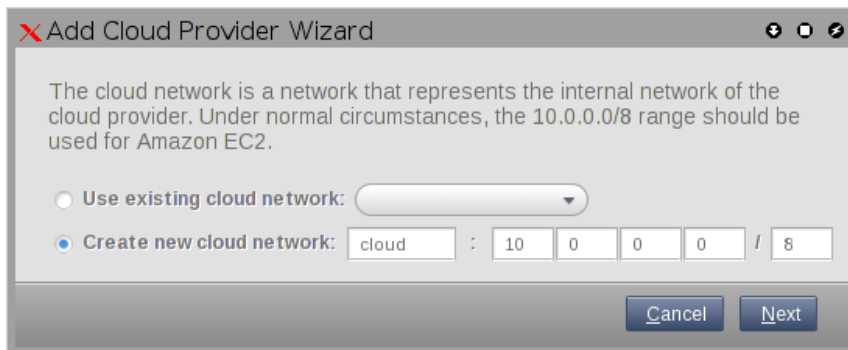 Add Cloud Provider Wizard
The cloud network is a network that represents the internal network of the
cloud provider. Under normal circumstances, the 10.0.0.0/8 range should be
used for Amazon EC2.
Use existing cloud network:
Create new cloud network: cloud : 10 0 0 0 / 8
Cancel Next